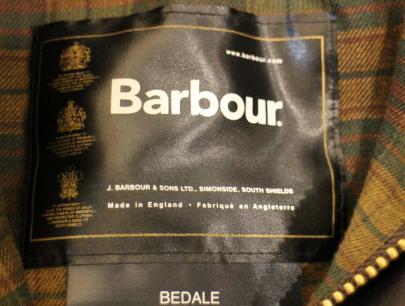 www.barbour.com
Barbour.
J. BARBOUR & SONS LTD., SIMONSIDE, SOUTH SHIELDS
Made in England • Fabriqué en Angleterre
BEDALE